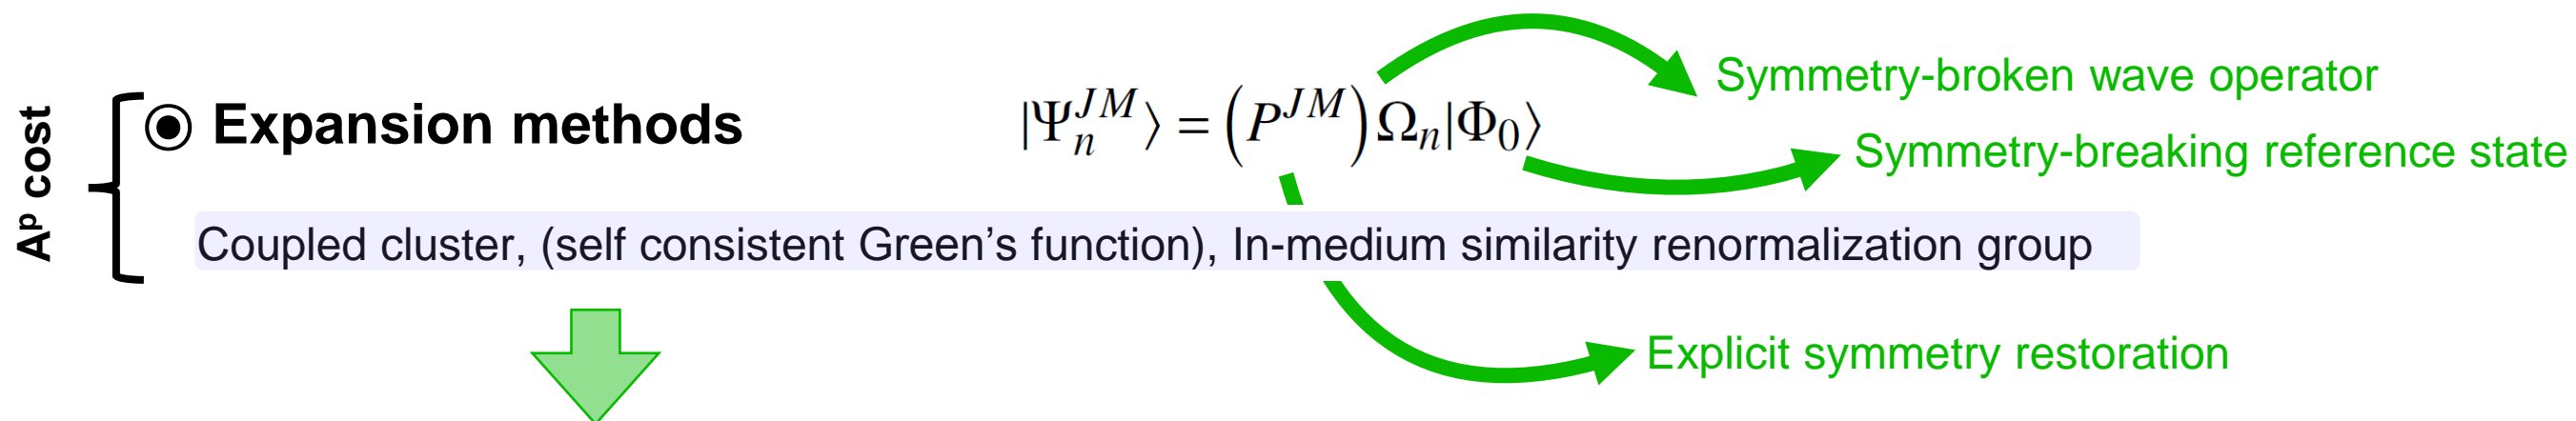 Symmetry-broken wave operator
Aᵖ cost
Expansion methods
|Ψ_n^{JM}⟩ = (P^{JM}) Ω_n|Φ_0⟩
Symmetry-breaking reference state
Coupled cluster, (self consistent Green’s function), In-medium similarity renormalization group
Explicit symmetry restoration